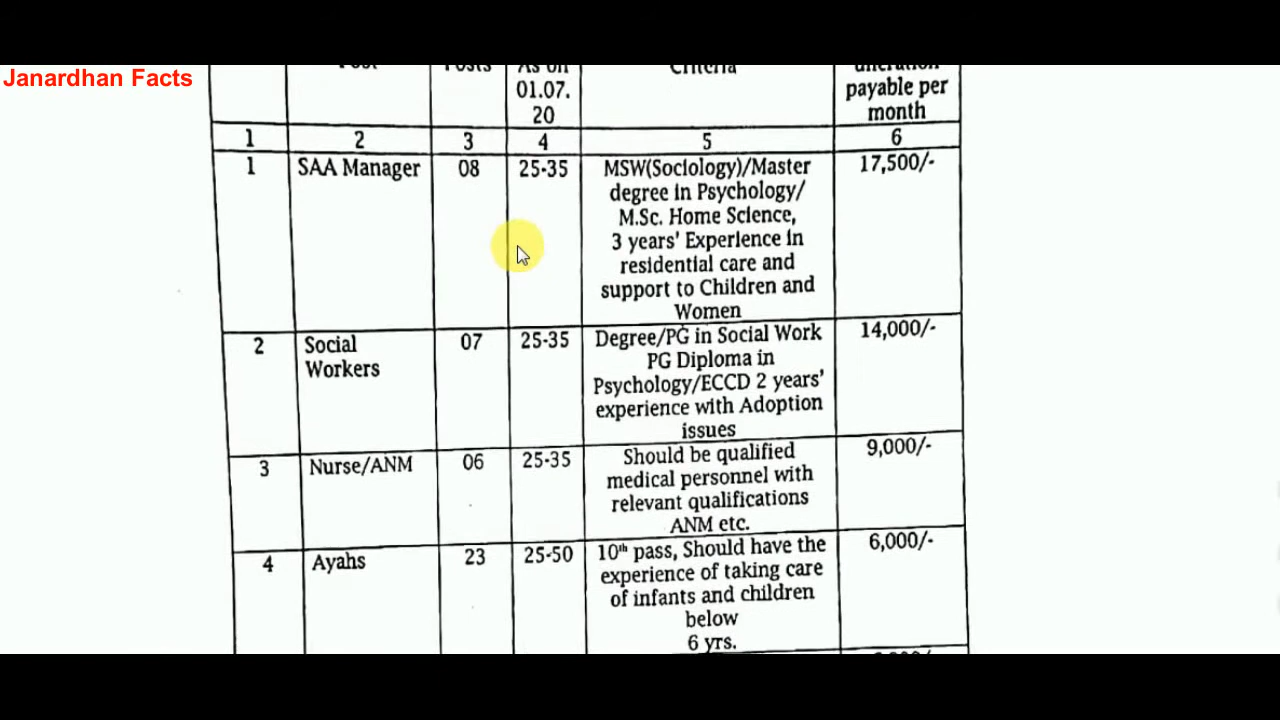 Janardhan Facts
Post Posts As on Criteria
01.07. payable per
20 month
1 2 3 4 5 6
1 SAA Manager 08 25-35 MSW(Sociology)/Master 17,500/-
degree in Psychology/
M.Sc. Home Science,
3 years' Experience in
residential care and
support to Children and
Women
2 Social 07 25-35 Degree/PG in Social Work 14,000/-
Workers PG Diploma in
Psychology/ECCD 2 years'
experience with Adoption
issues
3 Nurse/ANM 06 25-35 Should be qualified 9,000/-
medical personnel with
relevant qualifications
ANM etc.
4 Ayahs 23 25-50 10th pass, Should have the 6,000/-
experience of taking care
of infants and children
below
6 yrs.